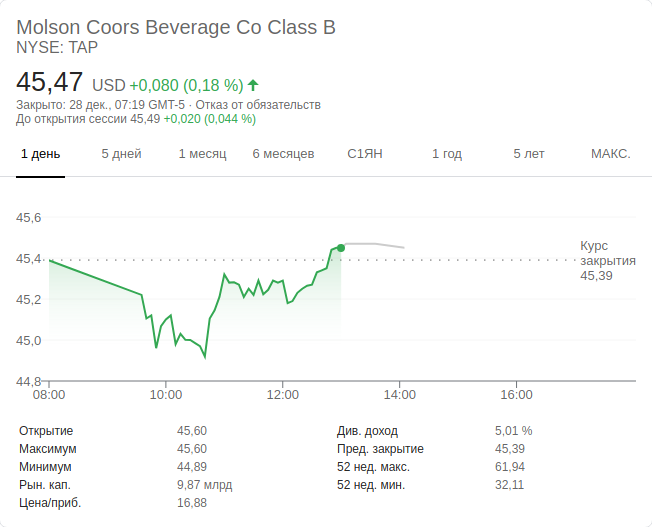 Molson Coors Beverage Co Class B
NYSE: TAP
45,47 USD +0,080 (0,18 %)
Закрыто: 28 дек., 07:19 GMT-5 · Отказ от обязательств
До открытия сессии 45,49 +0,020 (0,044 %)
1 день 5 дней 1 месяц 6 месяцев С1ЯН 1 год 5 лет МАКС.
45,6
45,4
45,2
45,0
44,8
Курс
закрытия
45,39
08:00 10:00 12:00 14:00 16:00
Открытие 45,60 Див. доход 5,01 %
Максимум 45,60 Пред. закрытие 45,39
Минимум 44,89 52 нед. макс. 61,94
Рын. кап. 9,87 млрд 52 нед. мин. 32,11
Цена/приб. 16,88